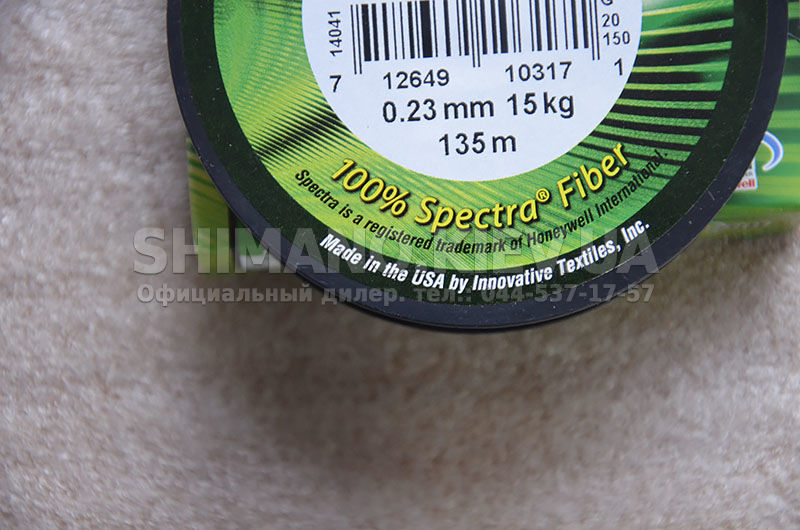 14041
G
20
150
7 12649 10317 1
0.23 mm 15 kg
135 m
100% Spectra® Fiber
Spectra is a registered trademark of Honeywell International
Made in the USA by Innovative Textiles, Inc.
SHIMANO.KIEV.UA
Официальный дилер. тел.: 044-537-17-57